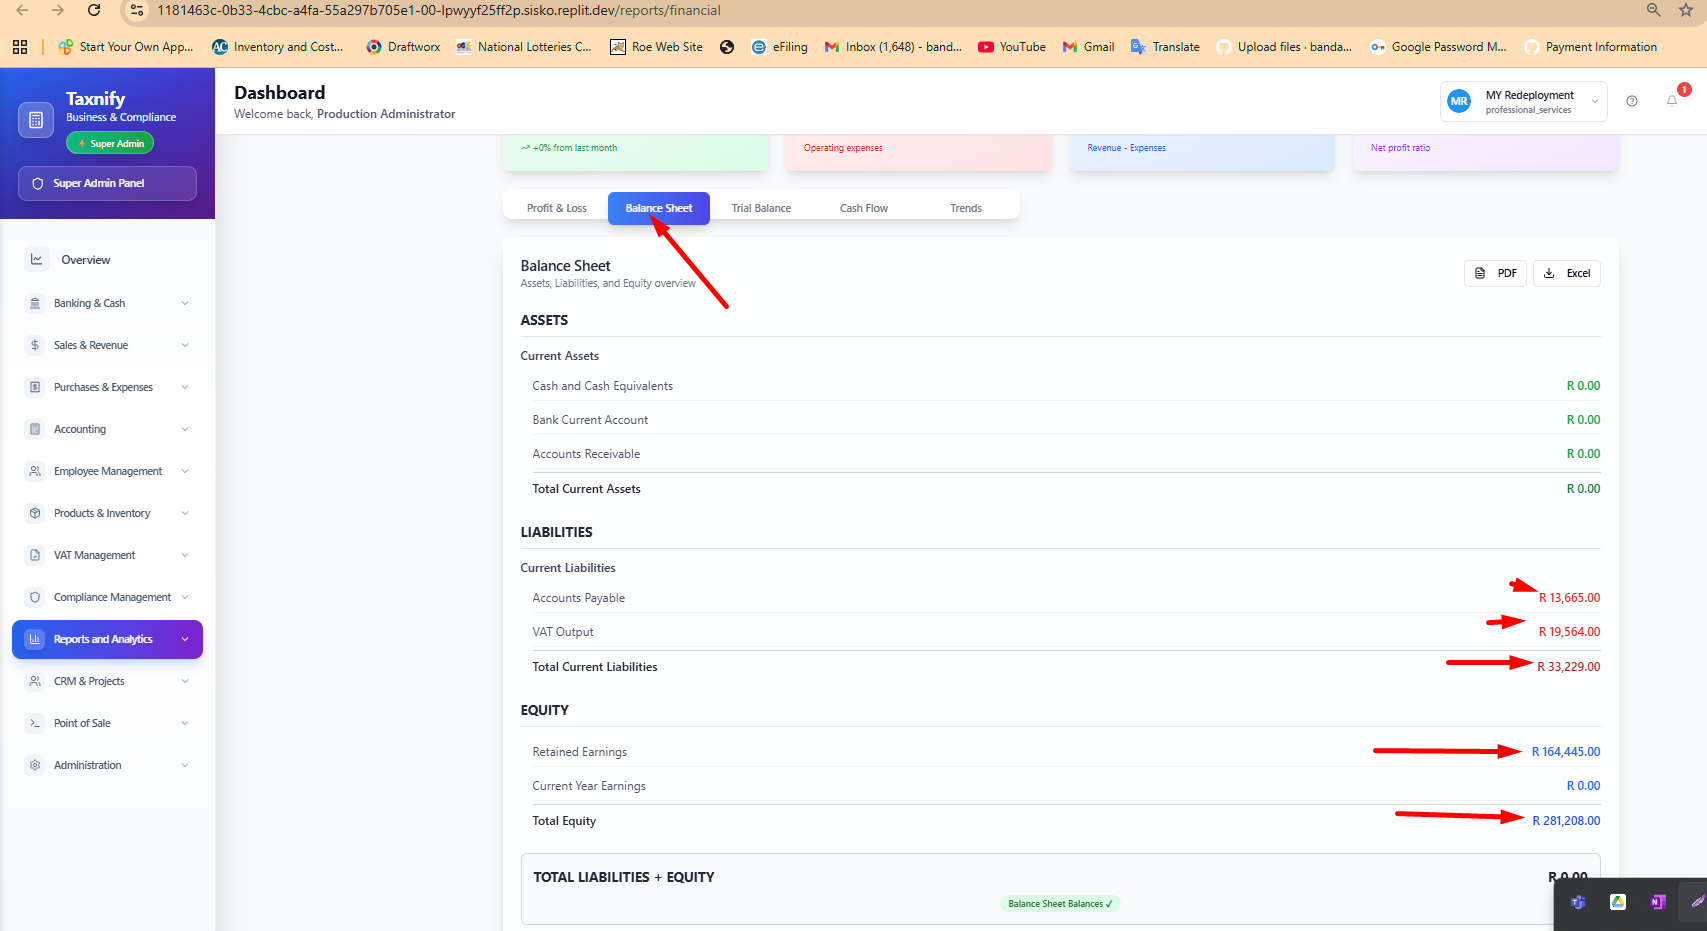 1181463c-0b33-4cbc-a4fa-55a297b705e1-00-lpwyyf25ff2p.sisko.replit.dev/reports/financial
Start Your Own App... Inventory and Cost... Draftworx National Lotteries C... Roe Web Site eFiling Inbox (1,648) - band... YouTube Gmail Translate Upload files · banda... Google Password M... Payment Information
Taxnify
Business & Compliance
Super Admin
Super Admin Panel
Overview
Banking & Cash
Sales & Revenue
Purchases & Expenses
Accounting
Employee Management
Products & Inventory
VAT Management
Compliance Management
Reports and Analytics
CRM & Projects
Point of Sale
Administration
Dashboard
Welcome back, Production Administrator
MR
MY Redeployment
professional_services
1
+0% from last month
Operating expenses
Revenue - Expenses
Net profit ratio
Profit & Loss Balance Sheet Trial Balance Cash Flow Trends
Balance Sheet
Assets, Liabilities, and Equity overview
PDF Excel
ASSETS
Current Assets
Cash and Cash Equivalents R 0.00
Bank Current Account R 0.00
Accounts Receivable R 0.00
Total Current Assets R 0.00
LIABILITIES
Current Liabilities
Accounts Payable R 13,665.00
VAT Output R 19,564.00
Total Current Liabilities R 33,229.00
EQUITY
Retained Earnings R 164,445.00
Current Year Earnings R 0.00
Total Equity R 281,208.00
TOTAL LIABILITIES + EQUITY R 0.00
Balance Sheet Balances ✓